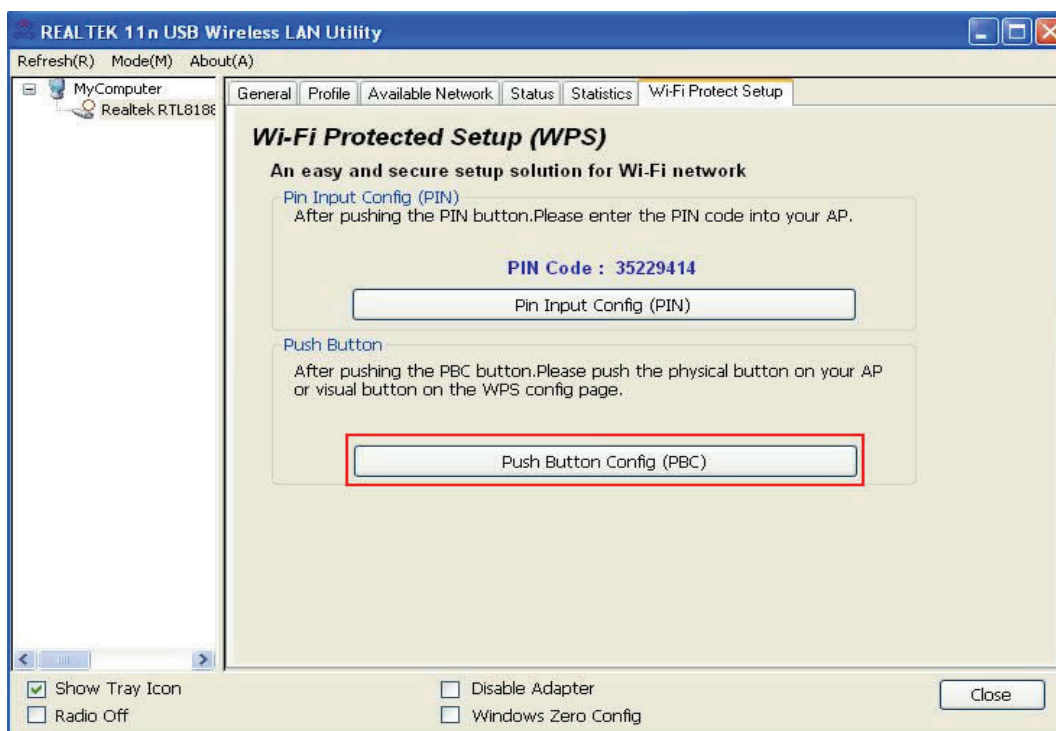 REALTEK 11n USB Wireless LAN Utility
Refresh(R) Mode(M) About(A)
MyComputer
Realtek RTL8188
General Profile Available Network Status Statistics Wi-Fi Protect Setup
Wi-Fi Protected Setup (WPS)
An easy and secure setup solution for Wi-Fi network
Pin Input Config (PIN)
After pushing the PIN button.Please enter the PIN code into your AP.
PIN Code : 35229414
Pin Input Config (PIN)
Push Button
After pushing the PBC button.Please push the physical button on your AP
or visual button on the WPS config page.
Push Button Config (PBC)
Show Tray Icon
Radio Off
Disable Adapter
Windows Zero Config
Close